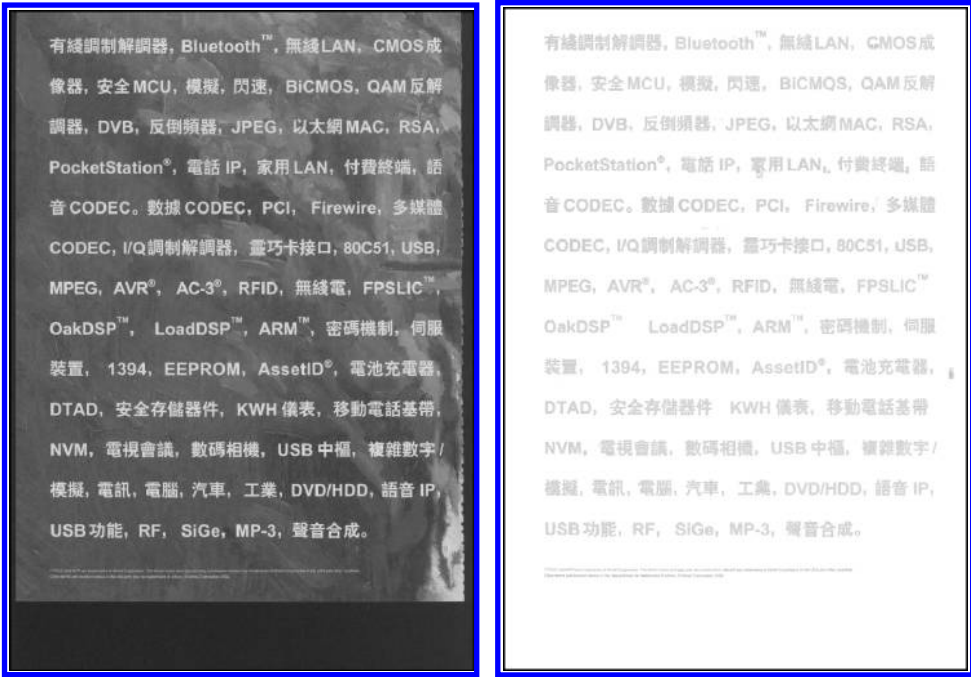 有綫調制解調器, Bluetooth™, 無綫LAN, CMOS成
像器, 安全MCU, 模擬, 閃速, BiCMOS, QAM反解
調器, DVB, 反倒頻器, JPEG, 以太網MAC, RSA,
PocketStation®, 電話 IP, 家用LAN, 付費終端, 語
音CODEC。數據CODEC, PCI, Firewire, 多媒體
CODEC, I/Q調制解調器, 靈巧卡接口, 80C51, USB,
MPEG, AVR®, AC-3®, RFID, 無綫電, FPSLIC™,
OakDSP™, LoadDSP™, ARM™, 密碼機制, 伺服
裝置, 1394, EEPROM, AssetID®, 電池充電器,
DTAD, 安全存儲器件, KWH儀表, 移動電話基帶,
NVM, 電視會議, 數碼相機, USB中樞, 複雜數字/
模擬, 電訊, 電腦, 汽車, 工業, DVD/HDD, 語音 IP,
USB功能, RF, SiGe, MP-3, 聲音合成。
有綫調制解調器, Bluetooth™, 無綫LAN, CMOS成
像器, 安全MCU, 模擬, 閃速, BiCMOS, QAM反解
調器, DVB, 反倒頻器, JPEG, 以太網MAC, RSA,
PocketStation®, 電話 IP, 家用LAN, 付費終端, 語
音CODEC。數據CODEC, PCI, Firewire, 多媒體
CODEC, I/Q調制解調器, 靈巧卡接口, 80C51, USB,
MPEG, AVR®, AC-3®, RFID, 無綫電, FPSLIC™
OakDSP™ LoadDSP™, ARM™, 密碼機制, 伺服
裝置, 1394, EEPROM, AssetID®, 電池充電器,
DTAD, 安全存儲器件 KWH儀表, 移動電話基帶
NVM, 電視會議, 數碼相機, USB中樞, 複雜數字/
模擬, 電訊, 電腦, 汽車, 工業, DVD/HDD, 語音 IP,
USB功能, RF, SiGe, MP-3, 聲音合成。